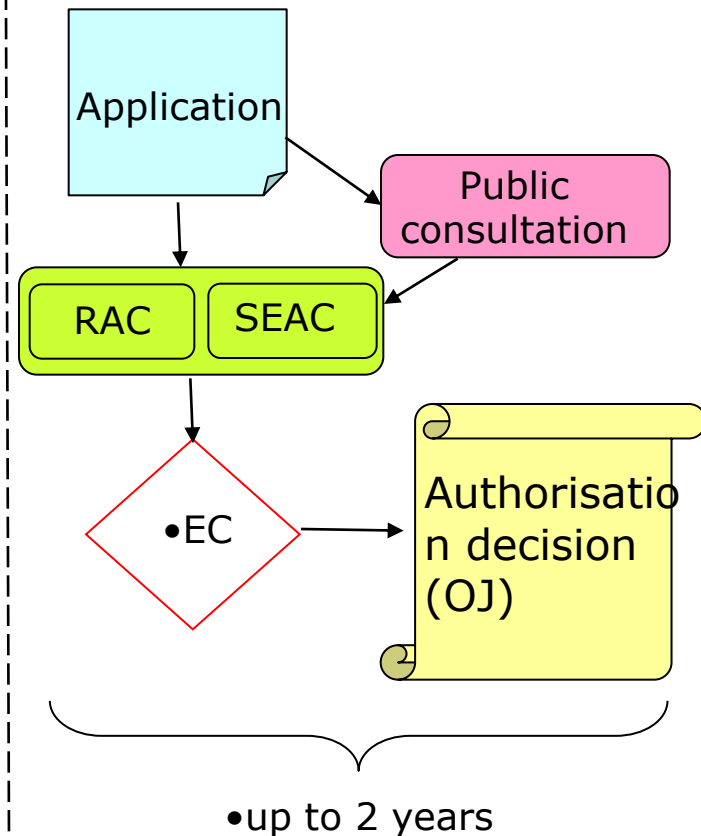 Application
Public
consultation
RAC
SEAC
•EC
Authorisatio
n decision
(OJ)
•up to 2 years